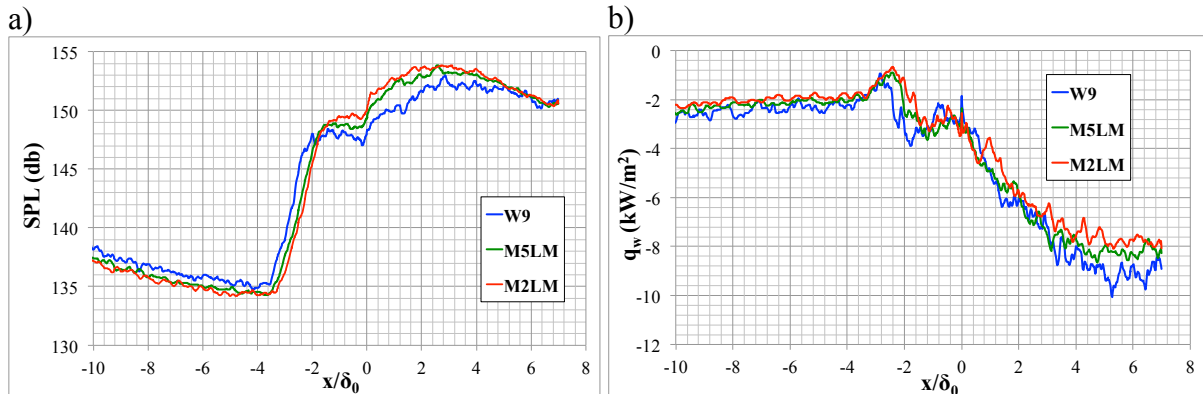 a)
155
150
145
140
135
130
SPL (db)
W9
M5LM
M2LM
-10 -8 -6 -4 -2 0 2 4 6 8
x/δ₀
b)
0
-2
-4
-6
-8
-10
-12
q_w (kW/m²)
W9
M5LM
M2LM
-10 -8 -6 -4 -2 0 2 4 6 8
x/δ₀